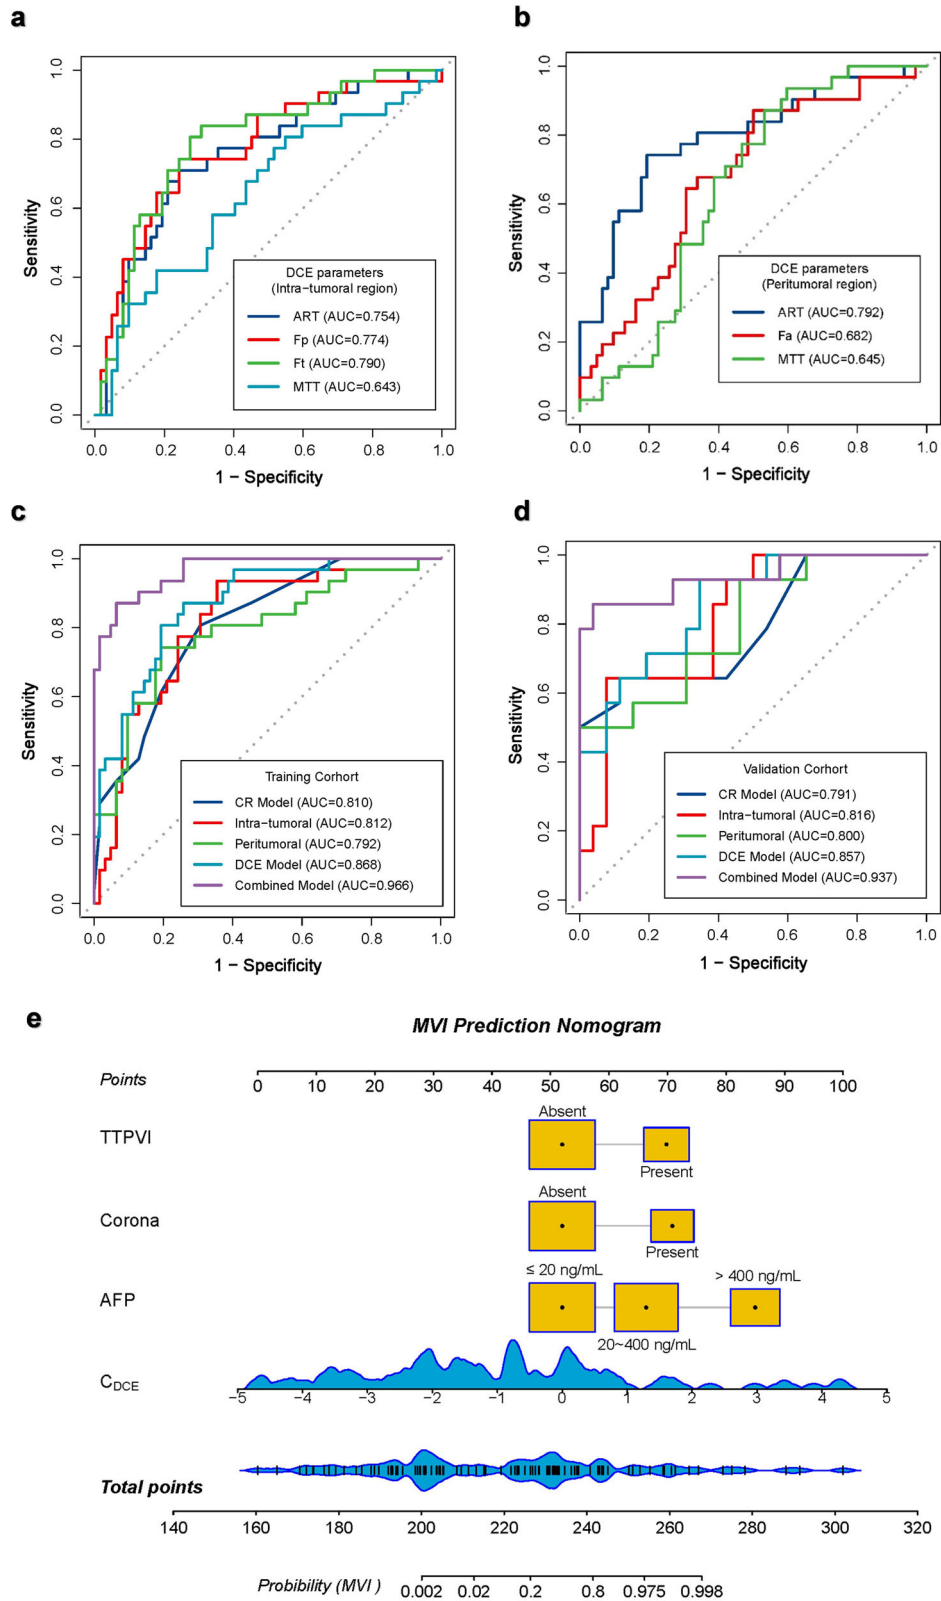 a
Sensitivity
0.0 0.2 0.4 0.6 0.8 1.0
DCE parameters
(Intra-tumoral region)
ART (AUC=0.754)
Fp (AUC=0.774)
Ft (AUC=0.790)
MTT (AUC=0.643)
0.0 0.2 0.4 0.6 0.8 1.0
1 − Specificity
b
Sensitivity
0.0 0.2 0.4 0.6 0.8 1.0
DCE parameters
(Peritumoral region)
ART (AUC=0.792)
Fa (AUC=0.682)
MTT (AUC=0.645)
0.0 0.2 0.4 0.6 0.8 1.0
1 − Specificity
c
Sensitivity
0.0 0.2 0.4 0.6 0.8 1.0
Training Corhort
CR Model (AUC=0.810)
Intra-tumoral (AUC=0.812)
Peritumoral (AUC=0.792)
DCE Model (AUC=0.868)
Combined Model (AUC=0.966)
0.0 0.2 0.4 0.6 0.8 1.0
1 − Specificity
d
Sensitivity
0.0 0.2 0.4 0.6 0.8 1.0
Validation Corhort
CR Model (AUC=0.791)
Intra-tumoral (AUC=0.816)
Peritumoral (AUC=0.800)
DCE Model (AUC=0.857)
Combined Model (AUC=0.937)
0.0 0.2 0.4 0.6 0.8 1.0
1 − Specificity
e
MVI Prediction Nomogram
Points
0 10 20 30 40 50 60 70 80 90 100
Absent
TTPVI
Present
Absent
Corona
Present
≤ 20 ng/mL > 400 ng/mL
AFP
20~400 ng/mL
CDCE
−5 −4 −3 −2 −1 0 1 2 3 4 5
Total points
140 160 180 200 220 240 260 280 300 320
Probibility (MVI )
0.002 0.02 0.2 0.8 0.975 0.998